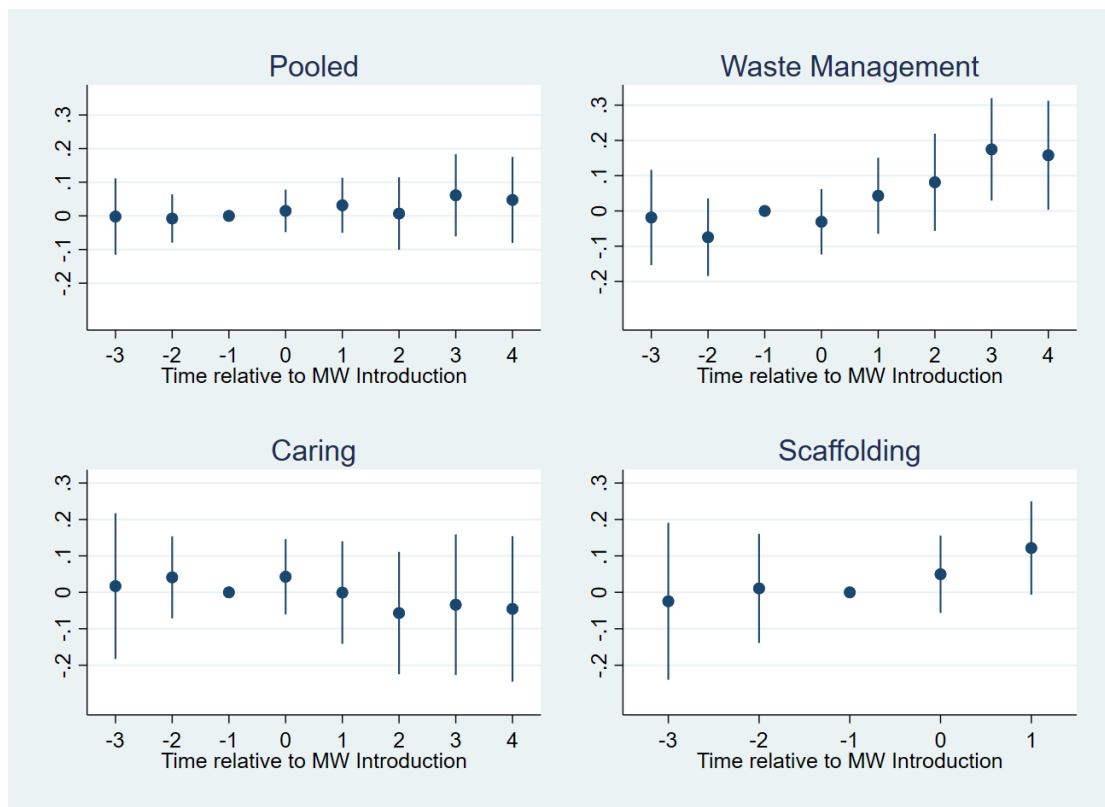 Pooled
.3
.2
.1
0
-.1
-.2
-3 -2 -1 0 1 2 3 4
Time relative to MW Introduction
Waste Management
.3
.2
.1
0
-.1
-.2
-3 -2 -1 0 1 2 3 4
Time relative to MW Introduction
Caring
.3
.2
.1
0
-.1
-.2
-3 -2 -1 0 1 2 3 4
Time relative to MW Introduction
Scaffolding
.3
.2
.1
0
-.1
-.2
-3 -2 -1 0 1
Time relative to MW Introduction